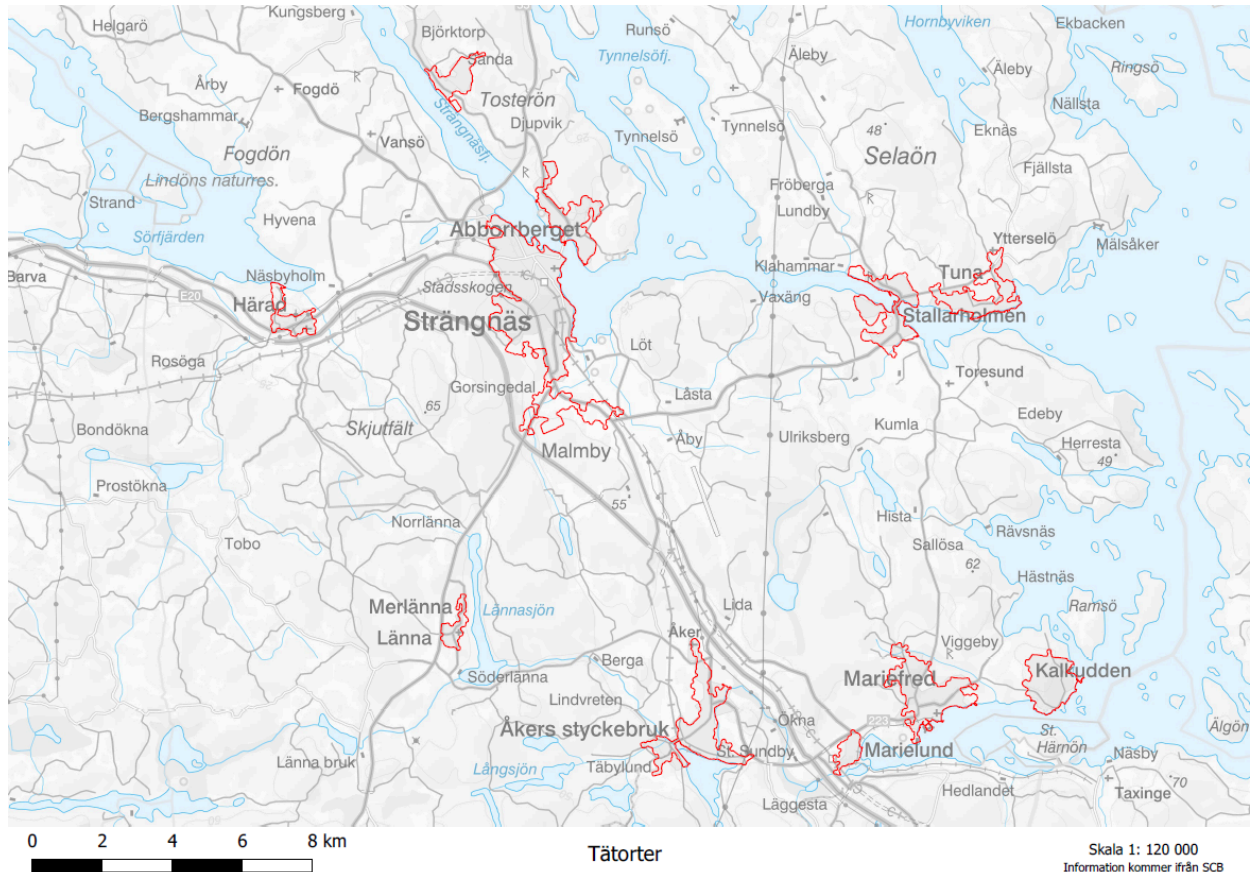 Helgarö
Kungsberg
Björktorp
Sanda
Runsö
Tynnelsöfj.
Hornbyviken
Ekbacken
Äleby
Äleby
Ringsö
Årby
Fogdö
Tosterön
Nällsta
Bergshammar
Strängnäsfj.
Djupvik
Tynnelsö
Tynnelsö
48
Eknäs
Vansö
Fogdön
Selaön
Fjällsta
Lindöns naturres.
Fröberga
Strand
Hyvena
Lundby
Sörfjärden
Abborrberget
Ytterselö
Mälsåker
Barva
Näsbyholm
Klahammar
Tuna
E20
Härad
Stadsskogen
Vaxäng
Stallarholmen
Strängnäs
Löt
Rosöga
Gorsingedal
Låsta
Toresund
65
Edeby
Bondökna
Skjutfält
Malmby
Åby
Ulriksberg
Kumla
Herresta
49
Prostökna
55
Norrlänna
Hista
Rävsnäs
Tobo
Sallösa
62
Hästnäs
Merlänna
Lånnasjön
Lida
Ramsö
Länna
Åker
Viggeby
Söderlänna
Berga
Mariefred
Kalkudden
Lindvreten
Åkers styckebruk
Ökna
223
St.
Härnön
Älgön
Länna bruk
Långsjön
Täbylund
St. Sundby
Marielund
Näsby
70
Läggesta
Hedlandet
Taxinge
0 2 4 6 8 km
Tätorter
Skala 1: 120 000
Information kommer ifrån SCB